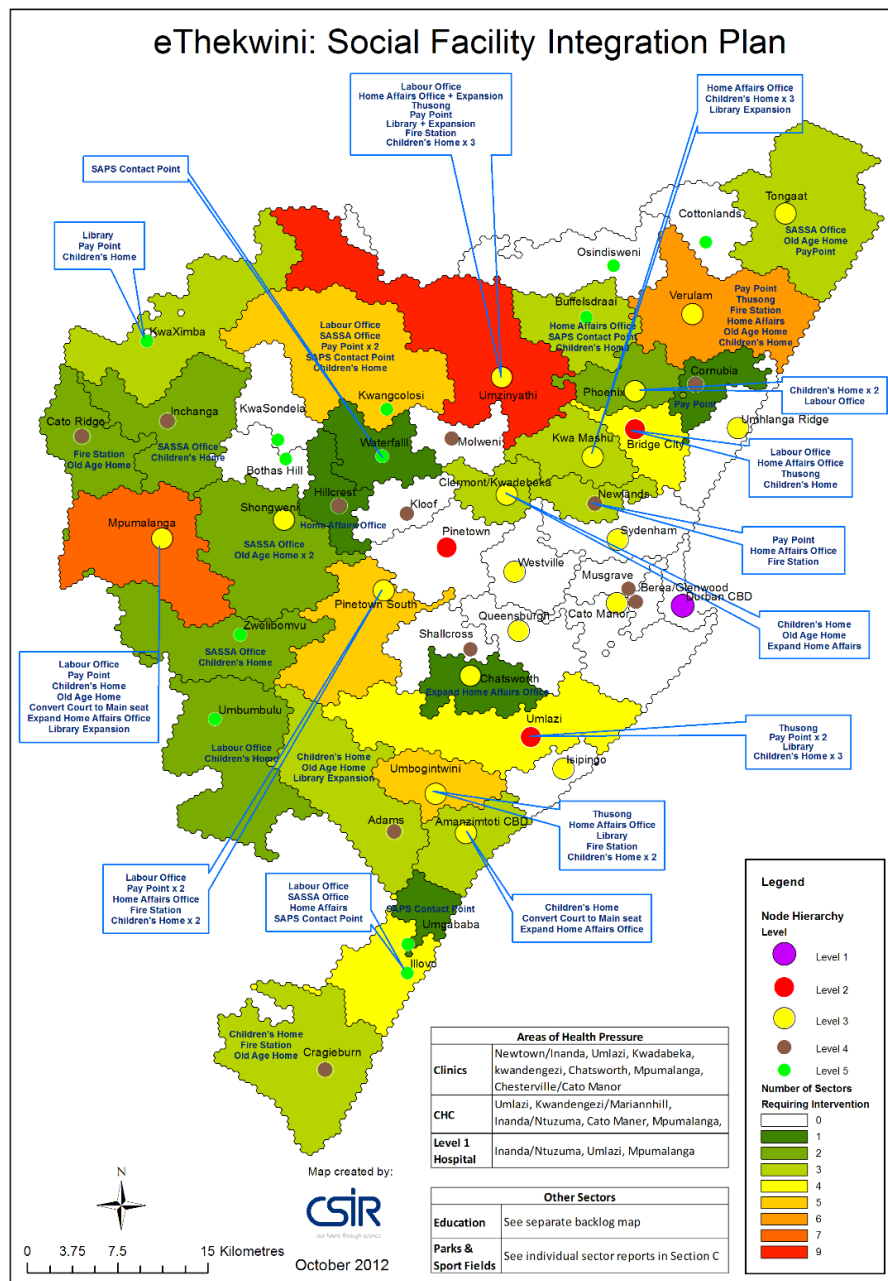 eThekwini: Social Facility Integration Plan
Labour Office
Home Affairs Office + Expansion
Thusong
Pay Point
Library + Expansion
Fire Station
Children's Home x 3
Home Affairs Office
Children's Home x 3
Library Expansion
SAPS Contact Point
Library
Pay Point
Children's Home
Tongaat
SASSA Office
Old Age Home
PayPoint
Cottonlands
Osindisweni
Verulam
Pay Point
Thusong
Fire Station
Home Affairs
Old Age Home
Children's Home
Buffelsdraai
Home Affairs Office
SAPS Contact Point
Children's Home
KwaXimba
Labour Office
SASSA Office
Pay Point x 2
SAPS Contact Point
Children's Home
Kwangcolosi
Umzinyathi
Phoenix
Cornubia
Pay Point
Children's Home x 2
Labour Office
Inchanga
SASSA Office
Children's Home
Cato Ridge
Fire Station
Old Age Home
KwaSondela
Bothas Hill
Waterfall
Molweni
Kwa Mashu
Bridge City
Umhlanga Ridge
Labour Office
Home Affairs Office
Thusong
Children's Home
Clermont/Kwadebeka
Newlands
Hillcrest
Home Affairs Office
Kloof
Shongweni
SASSA Office
Old Age Home x 2
Mpumalanga
Pinetown
Sydenham
Pay Point
Home Affairs Office
Fire Station
Westville
Musgrave
Berea/Glenwood
Durban CBD
Cato Manor
Pinetown South
Queensburgh
Children's Home
Old Age Home
Expand Home Affairs
Zwelibomvu
SASSA Office
Children's Home
Shallcross
Chatsworth
Expand Home Affairs Office
Labour Office
Pay Point
Children's Home
Old Age Home
Convert Court to Main seat
Expand Home Affairs Office
Library Expansion
Umbumbulu
Labour Office
Children's Home
Umlazi
Thusong
Pay Point x 2
Library
Children's Home x 3
Children's Home
Old Age Home
Library Expansion
Umbogintwini
Isipingo
Adams
Amanzimtoti CBD
Thusong
Home Affairs Office
Library
Fire Station
Children's Home x 2
Labour Office
Pay Point x 2
Home Affairs Office
Fire Station
Children's Home x 2
Labour Office
SASSA Office
Home Affairs
SAPS Contact Point
SAPS Contact Point
Umgababa
Children's Home
Convert Court to Main seat
Expand Home Affairs Office
Illovo
Children's Home
Fire Station
Old Age Home
Cragieburn
Legend
Node Hierarchy
Level
Level 1
Level 2
Level 3
Level 4
Level 5
Number of Sectors
Requiring Intervention
0
1
2
3
4
5
6
7
9
Areas of Health Pressure
Clinics
Newtown/Inanda, Umlazi, Kwadabeka,
kwandengezi, Chatsworth, Mpumalanga,
Chesterville/Cato Manor
CHC
Umlazi, Kwandengezi/Mariannhill,
Inanda/Ntuzuma, Cato Maner, Mpumalanga,
Level 1
Hospital
Inanda/Ntuzuma, Umlazi, Mpumalanga
Other Sectors
Education
See separate backlog map
Parks &
Sport Fields
See individual sector reports in Section C
Map created by:
CSIR
our future through science
October 2012
N
0 3.75 7.5 15 Kilometres